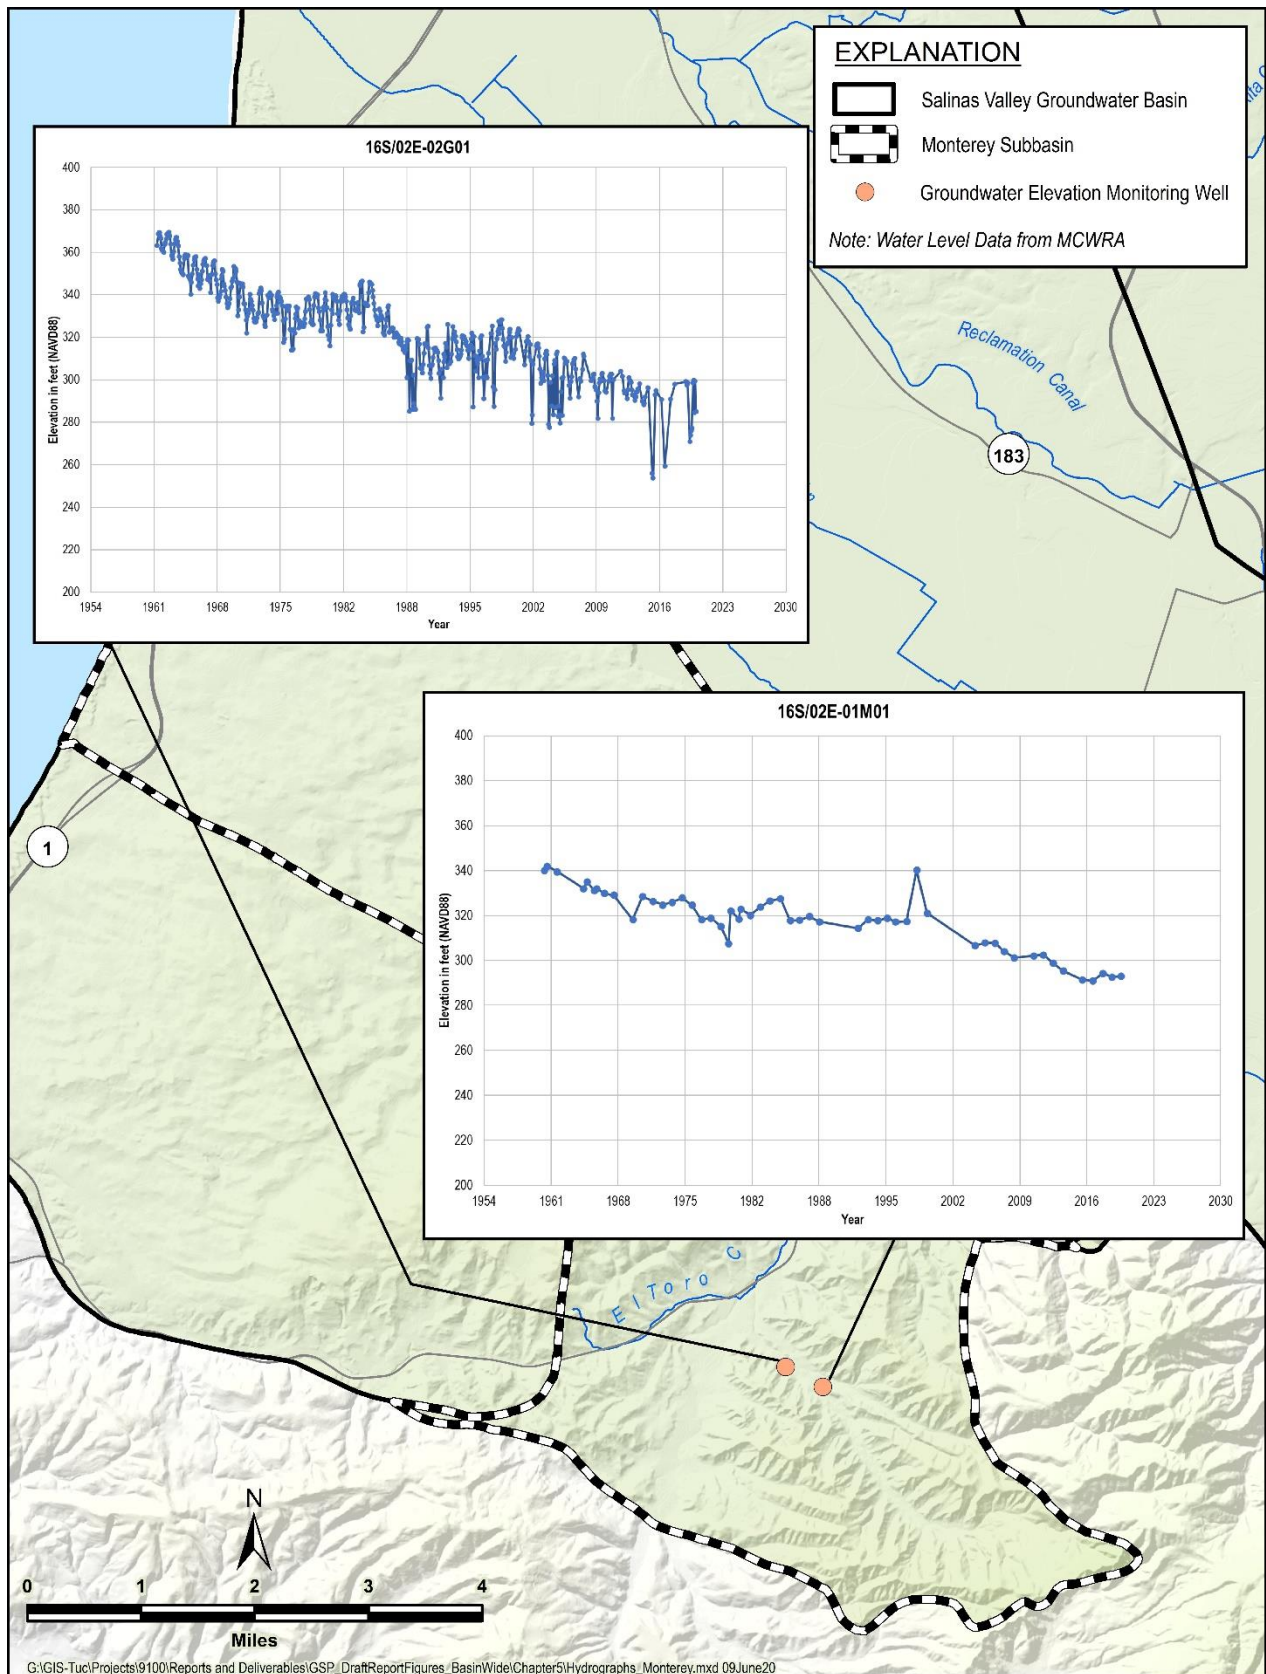 EXPLANATION
Salinas Valley Groundwater Basin
Monterey Subbasin
Groundwater Elevation Monitoring Well
Note: Water Level Data from MCWRA
16S/02E-02G01
400
380
360
340
320
300
280
260
240
220
200
Elevation in feet (NAVD88)
1954 1961 1968 1975 1982 1988 1995 2002 2009 2016 2023 2030
Year
Reclamation Canal
183
16S/02E-01M01
400
380
360
340
320
300
280
260
240
220
200
Elevation in feet (NAVD88)
1954 1961 1968 1975 1982 1988 1995 2002 2009 2016 2023 2030
Year
1
El Toro C
N
0 1 2 3 4
Miles
G:\GIS-Tuc\Projects\9100\Reports and Deliverables\GSP_DraftReportFigures_BasinWide\Chapter5\Hydrographs_Monterey.mxd 09June20